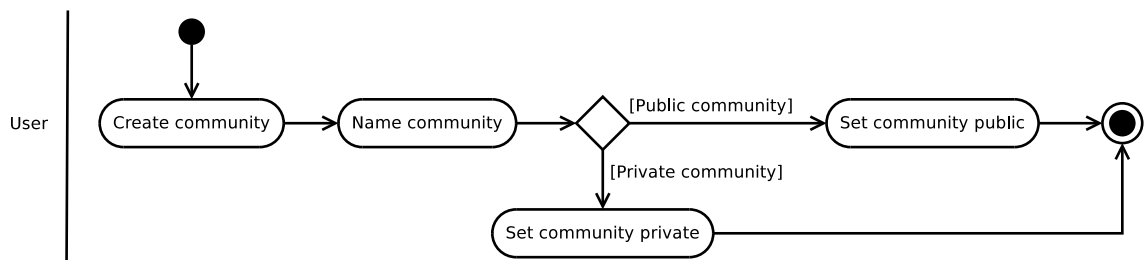 [Public community]
User
Create community
Name community
Set community public
[Private community]
Set community private